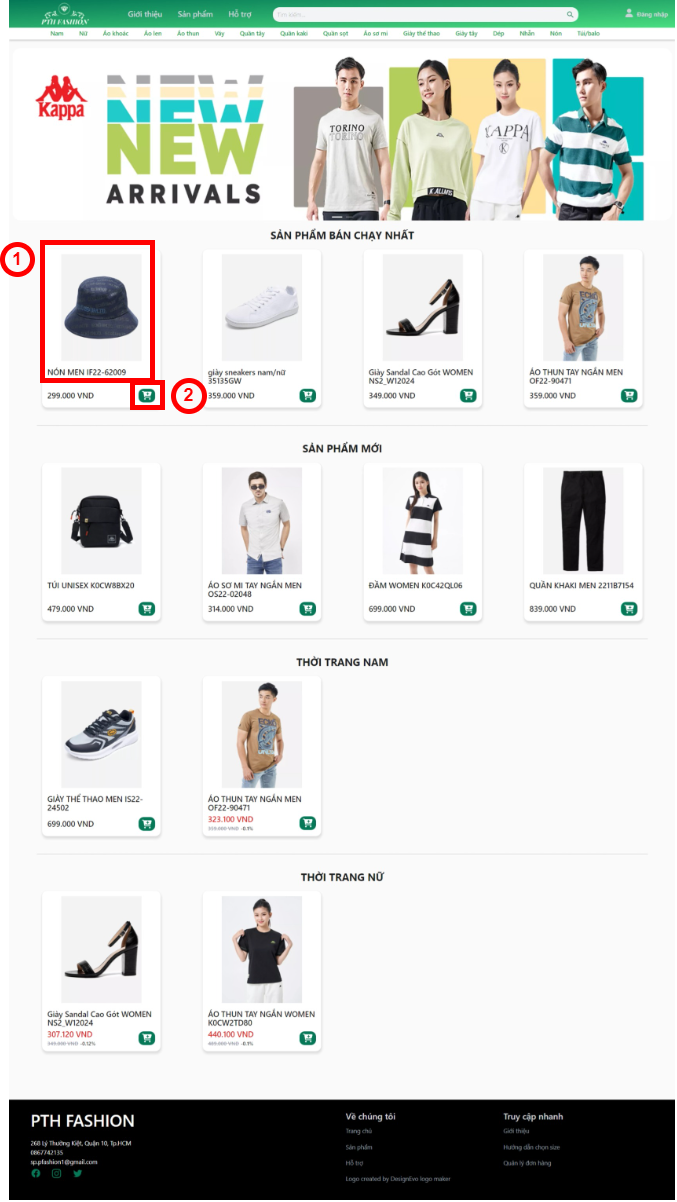 PTH FASHION
Giới thiệu
Sản phẩm
Hỗ trợ
Tìm kiếm...
Đăng nhập
Nam
Nữ
Áo khoác
Áo len
Áo thun
Váy
Quần tây
Quần kaki
Quần sọt
Áo sơ mi
Giày thể thao
Giày tây
Dép
Nhẫn
Nón
Túi/balo
Kappa
NEW
NEW
ARRIVALS
TORINO
TORINO
KAPPA
SẢN PHẨM BÁN CHẠY NHẤT
1
NÓN MEN IF22-62009
299.000 VND
2
giày sneakers nam/nữ
35135GW
359.000 VND
Giày Sandal Cao Gót WOMEN
NS2_W12024
349.000 VND
ÁO THUN TAY NGẮN MEN
OF22-90471
359.000 VND
SẢN PHẨM MỚI
TÚI UNISEX K0CW8BX20
479.000 VND
ÁO SƠ MI TAY NGẮN MEN
OS22-02048
314.000 VND
ĐẦM WOMEN K0C42QL06
699.000 VND
QUẦN KHAKI MEN 2211B7154
839.000 VND
THỜI TRANG NAM
GIÀY THỂ THAO MEN IS22-
24502
699.000 VND
ÁO THUN TAY NGẮN MEN
OF22-90471
323.100 VND
359.000 VND -0.1%
THỜI TRANG NỮ
Giày Sandal Cao Gót WOMEN
NS2_W12024
307.120 VND
349.000 VND -0.12%
ÁO THUN TAY NGẮN WOMEN
K0CW2TD80
440.100 VND
489.000 VND -0.1%
PTH FASHION
268 Lý Thường Kiệt, Quận 10, Tp.HCM
0867742135
sp.pfashion1@gmail.com
Về chúng tôi
Trang chủ
Sản phẩm
Hỗ trợ
Logo created by DesignEvo logo maker
Truy cập nhanh
Giới thiệu
Hướng dẫn chọn size
Quản lý đơn hàng